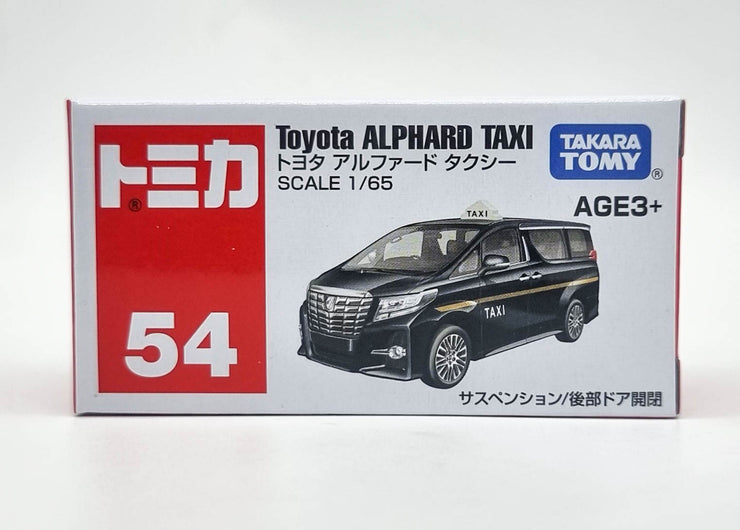 トミカ®
54
Toyota ALPHARD TAXI
トヨタ アルファード タクシー
SCALE 1/65
TAKARA
TOMY®
AGE3+
TAXI
TAXI
サスペンション/後部ドア開閉